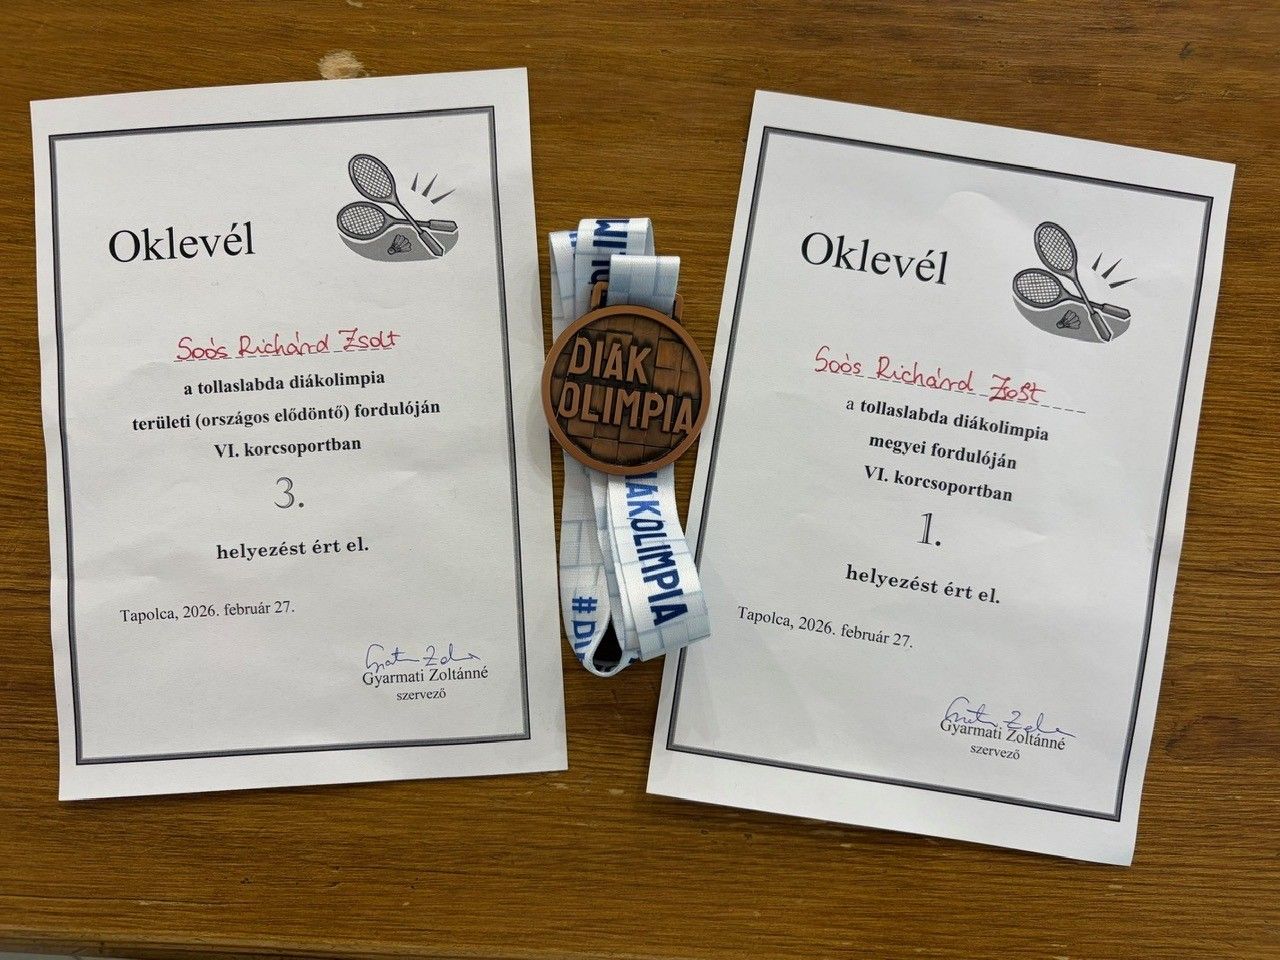 Oklevél
Soós Richárd Zsolt
a tollaslabda diákolimpia
területi (országos elődöntő) fordulóján
VI. korcsoportban
3.
helyezést ért el.
Tapolca, 2026. február 27.
Gyarmati Zoltánné
szervező
DIÁK
OLIMPIA
ÁKOLIMPIA
Oklevél
Soós Richárd Zsolt
a tollaslabda diákolimpia
megyei fordulóján
VI. korcsoportban
1.
helyezést ért el.
Tapolca, 2026. február 27.
Gyarmati Zoltánné
szervező